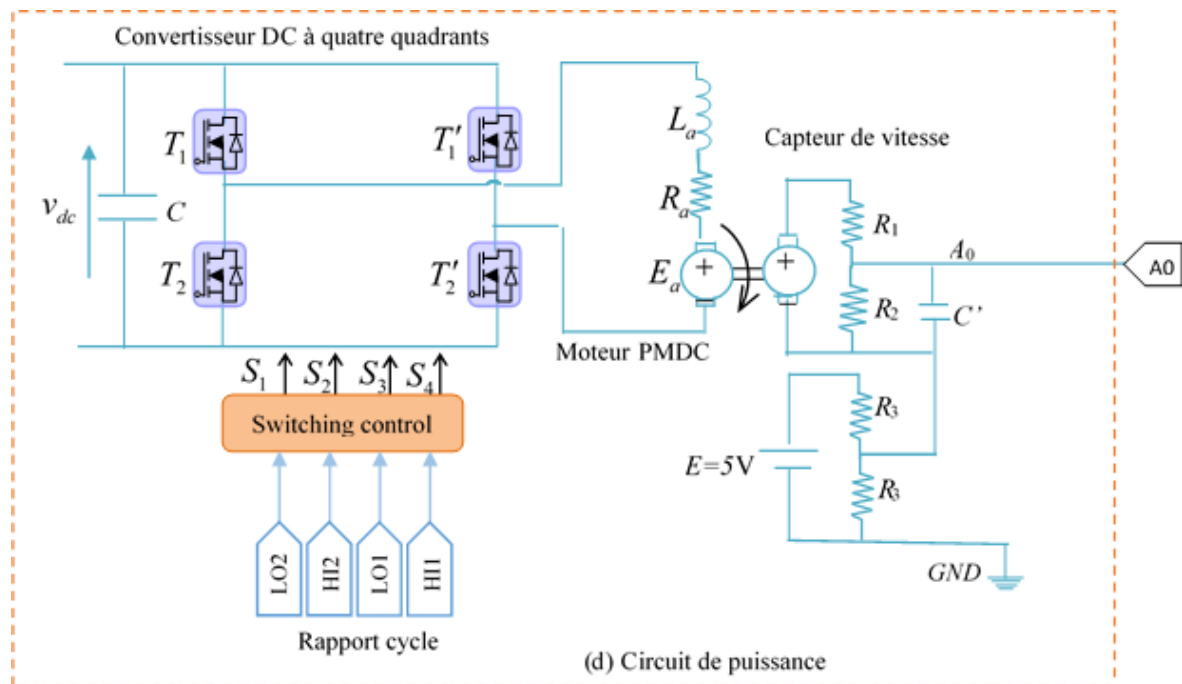 Convertisseur DC à quatre quadrants
T₁
T′₁
Lₐ
Capteur de vitesse
v_dc
C
Rₐ
R₁
A₀
A0
T₂
T′₂
Eₐ
+
+
R₂
C’
Moteur PMDC
S₁ S₂ S₃ S₄
R₃
Switching control
E=5V
R₃
LO2
HI2
LO1
HI1
GND
Rapport cycle
(d) Circuit de puissance